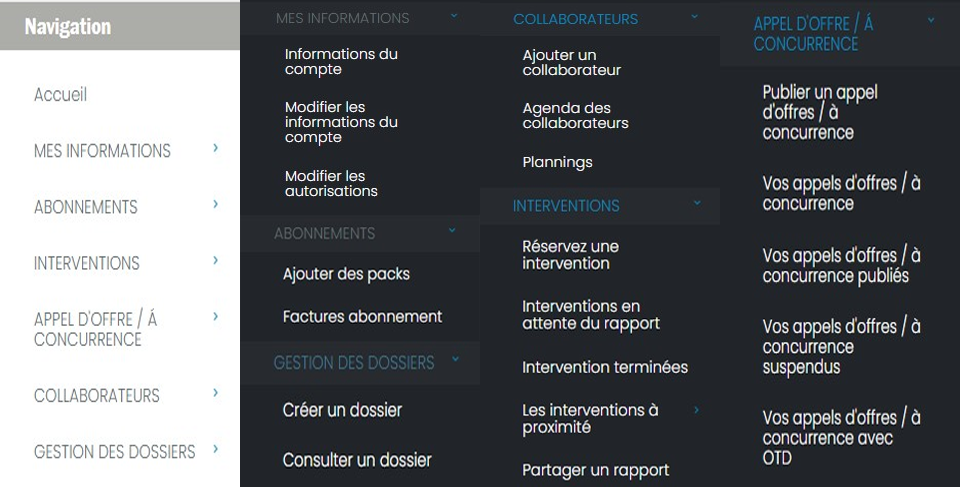 Navigation
Accueil
MES INFORMATIONS
ABONNEMENTS
INTERVENTIONS
APPEL D'OFFRE / Á
CONCURRENCE
COLLABORATEURS
GESTION DES DOSSIERS
MES INFORMATIONS
Informations du
compte
Modifier les
informations du
compte
Modifier les
autorisations
ABONNEMENTS
Ajouter des packs
Factures abonnement
GESTION DES DOSSIERS
Créer un dossier
Consulter un dossier
COLLABORATEURS
Ajouter un
collaborateur
Agenda des
collaborateurs
Plannings
INTERVENTIONS
Réservez une
intervention
Interventions en
attente du rapport
Intervention terminées
Les interventions à
proximité
Partager un rapport
APPEL D'OFFRE / Á
CONCURRENCE
Publier un appel
d'offres / à
concurrence
Vos appels d'offres / à
concurrence
Vos appels d'offres / à
concurrence publiés
Vos appels d'offres / à
concurrence
suspendus
Vos appels d'offres / à
concurrence avec
OTD